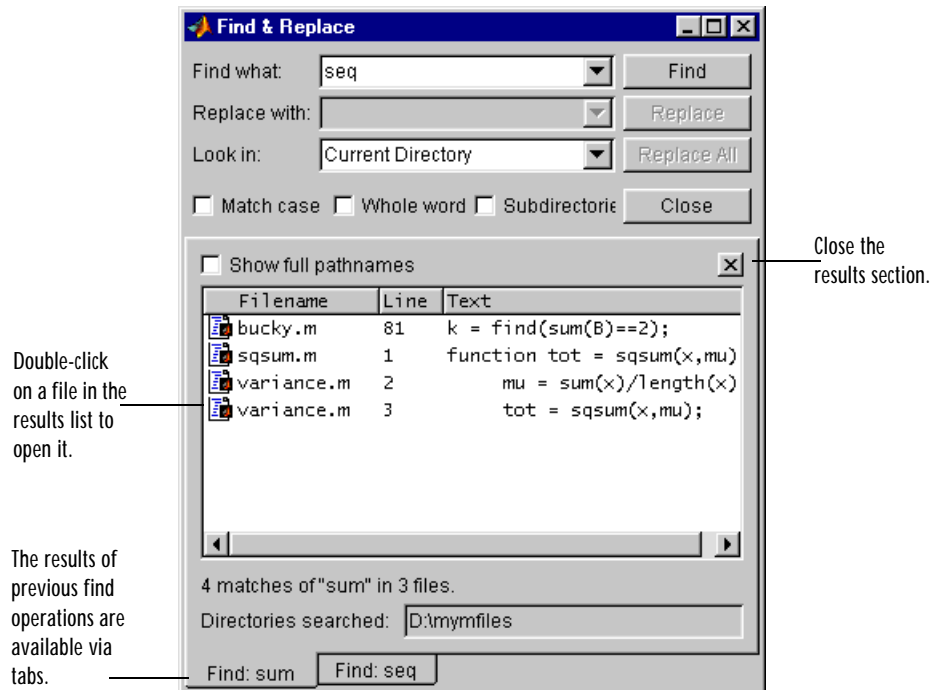 Find & Replace
Find what: seq Find
Replace with: Replace
Look in: Current Directory Replace All
Match case Whole word Subdirectorie Close
Show full pathnames
Close the
results section.
Filename Line Text
bucky.m 81 k = find(sum(B)==2);
sqsum.m 1 function tot = sqsum(x,mu)
variance.m 2 mu = sum(x)/length(x)
variance.m 3 tot = sqsum(x,mu);
Double-click
on a file in the
results list to
open it.
4 matches of "sum" in 3 files.
Directories searched: D:\mymfiles
Find: sum Find: seq
The results of
previous find
operations are
available via
tabs.